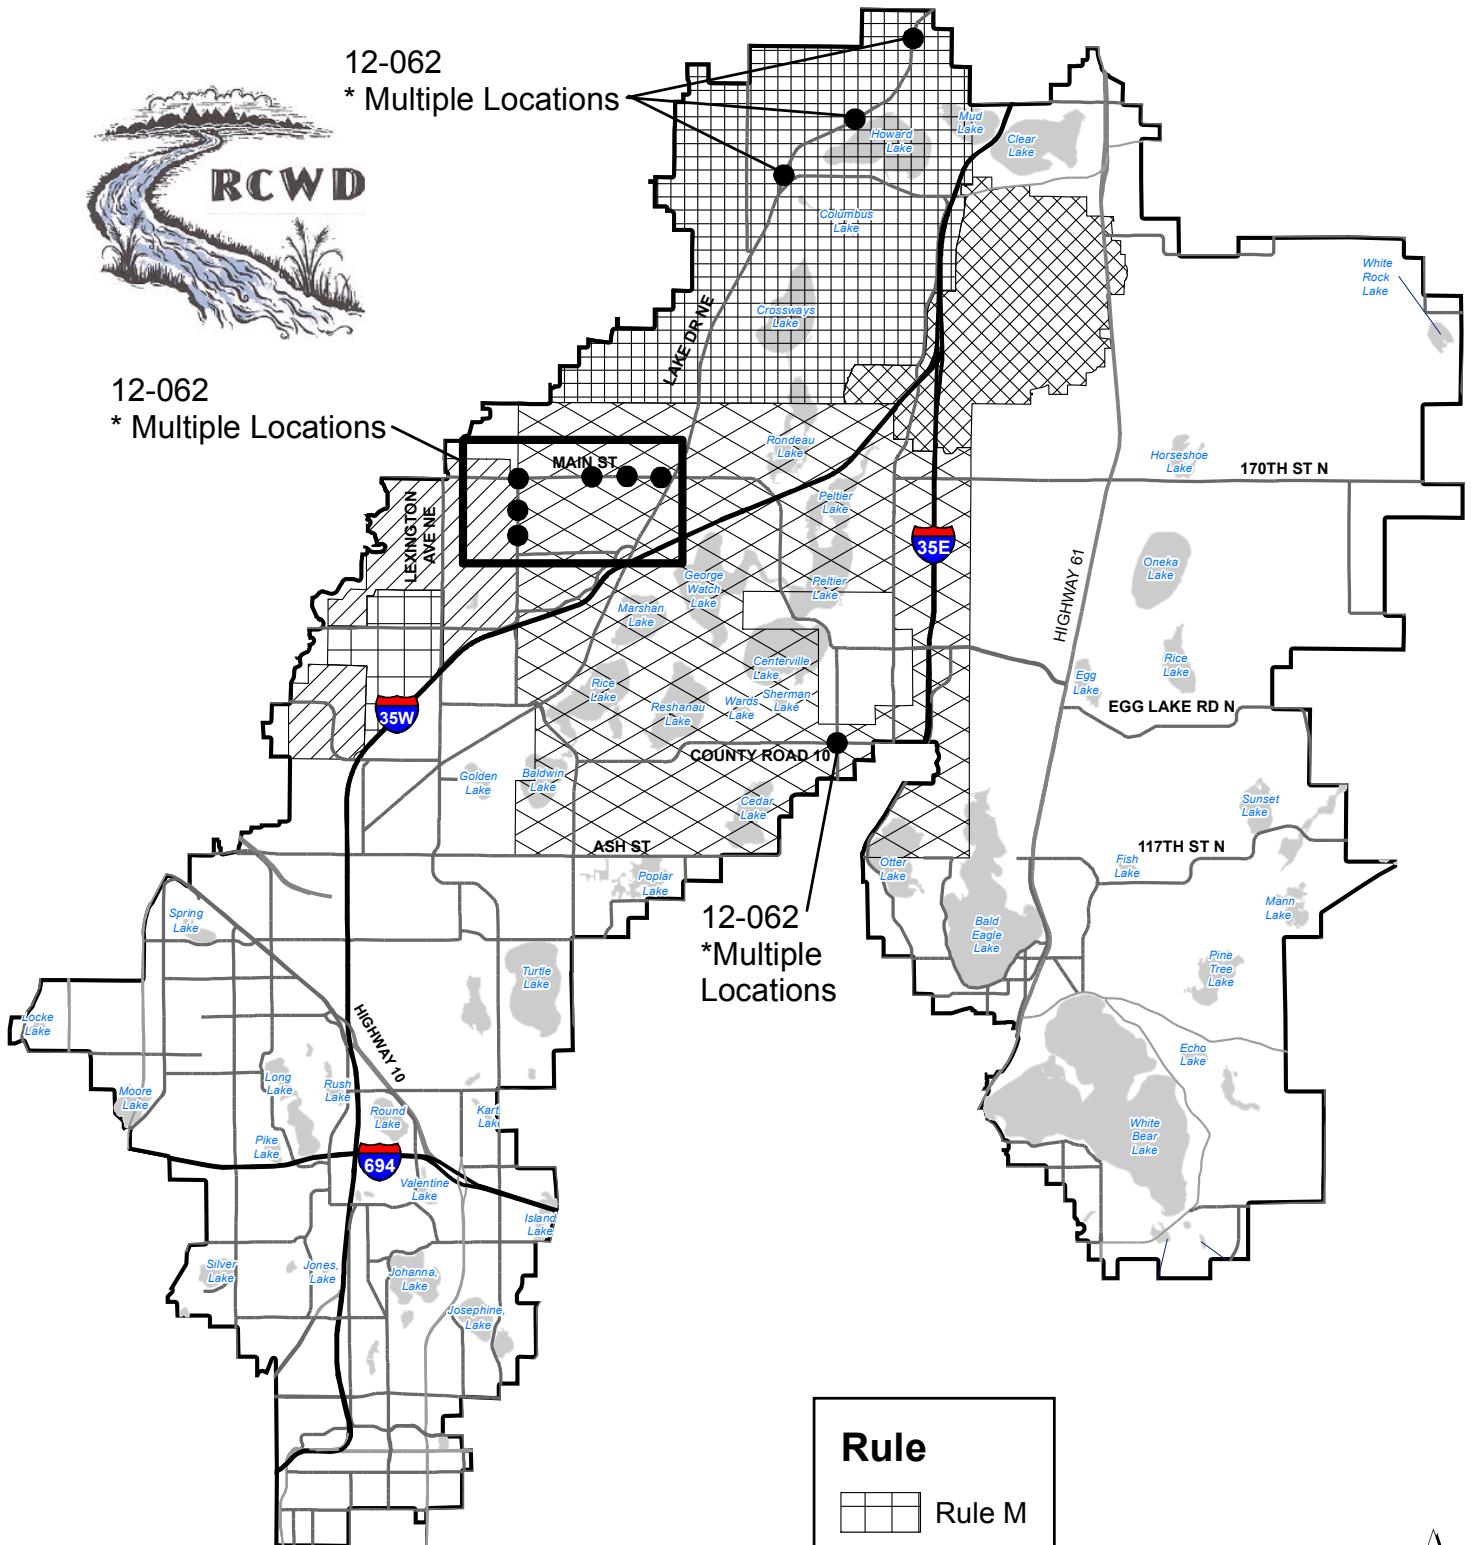 12-062
* Multiple Locations
RCWD
Mud
Lake
Howard
Lake
Clear
Lake
Columbus
Lake
White
Rock
Lake
Crossways
Lake
LAKE DR NE
12-062
* Multiple Locations
Rondeau
Lake
MAIN ST
Horseshoe
Lake
170TH ST N
LEXINGTON
AVE NE
Peltier
Lake
35E
HIGHWAY 61
Oneka
Lake
George
Watch
Lake
Peltier
Lake
Marshan
Lake
Centerville
Lake
Rice
Lake
Egg
Lake
Rice
Lake
Reshanau
Lake
Wards
Lake
Sherman
Lake
35W
EGG LAKE RD N
COUNTY ROAD 10
Golden
Lake
Baldwin
Lake
Cedar
Lake
Sunset
Lake
ASH ST
117TH ST N
Otter
Lake
Fish
Lake
Poplar
Lake
Mann
Lake
Spring
Lake
12-062
*Multiple
Locations
Bald
Eagle
Lake
Turtle
Lake
Pine
Tree
Lake
Locke
Lake
HIGHWAY 10
Echo
Lake
Long
Lake
Rush
Lake
Moore
Lake
Round
Lake
Kart
Lake
White
Bear
Lake
Pike
Lake
694
Valentine
Lake
Island
Lake
Silver
Lake
Jones,
Lake
Johanna,
Lake
Josephine,
Lake
Rule
Rule M